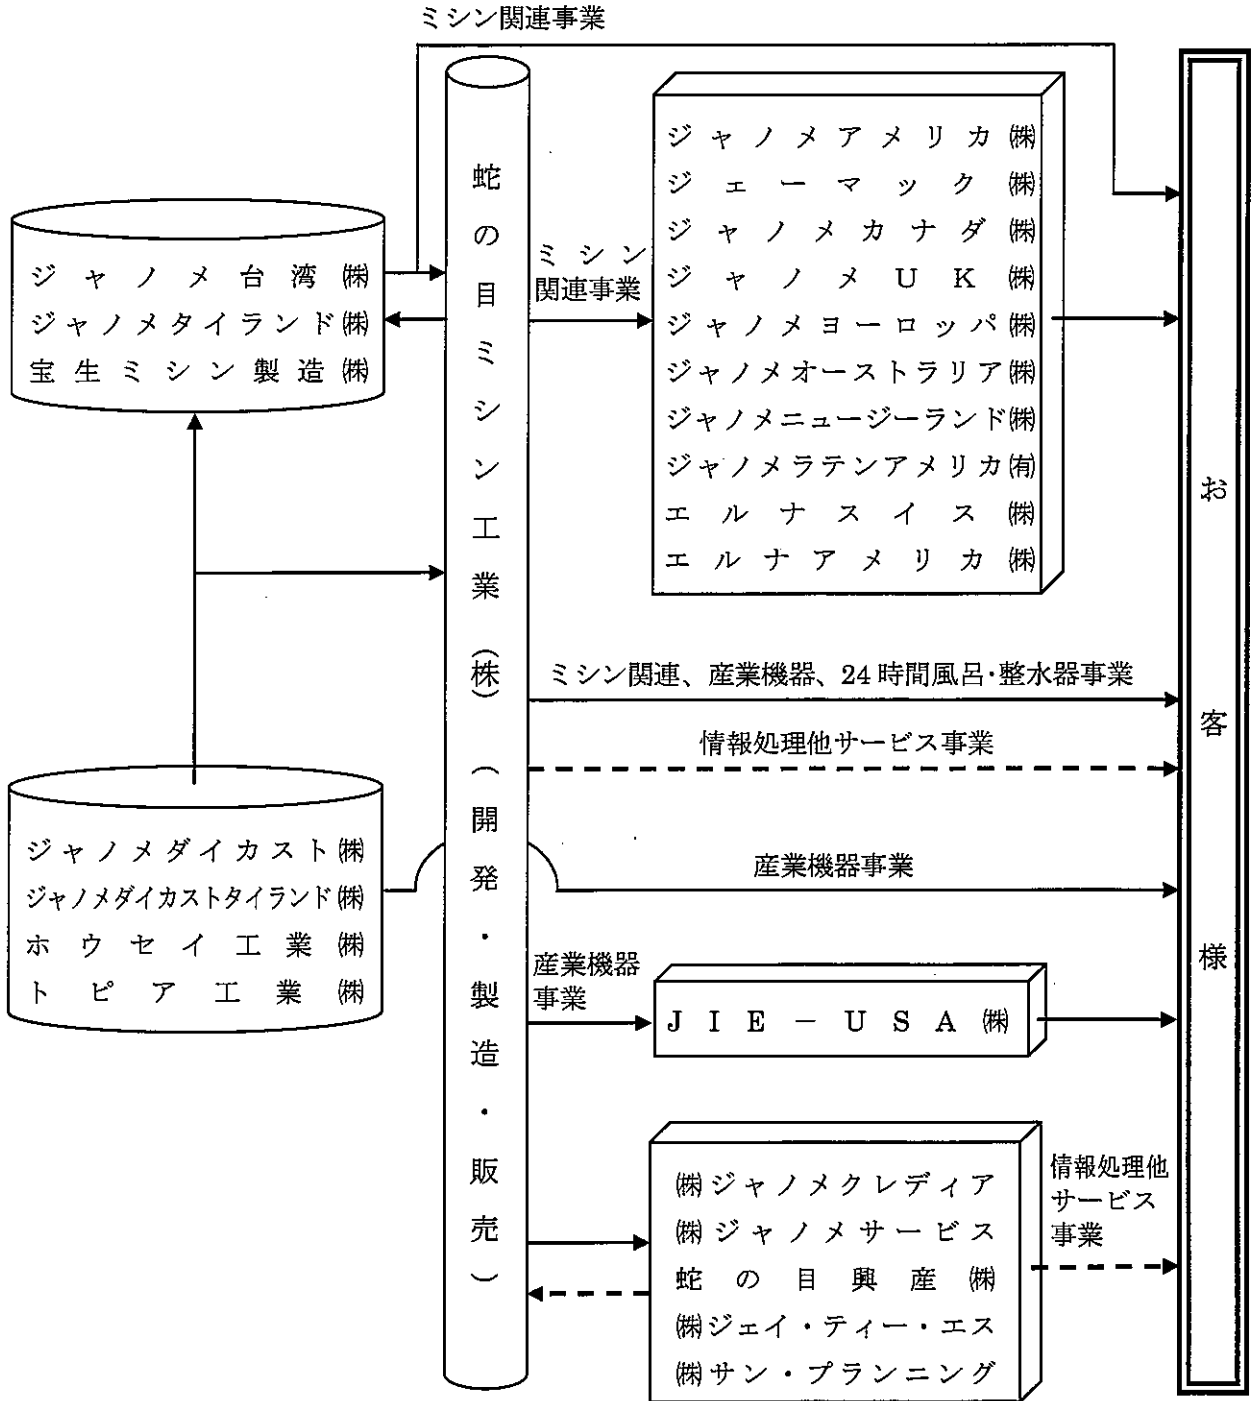 ミシン関連事業
ジャノメ台湾㈱
ジャノメタイランド㈱
宝生ミシン製造㈱
ジャノメダイカスト㈱
ジャノメダイカストタイランド㈱
ホウセイ工業㈱
トピア工業㈱
蛇の目ミシン工業(株)(開発・製造・販売)
ミシン
関連事業
ジャノメアメリカ㈱
ジェーマック㈱
ジャノメカナダ㈱
ジャノメUK㈱
ジャノメヨーロッパ㈱
ジャノメオーストラリア㈱
ジャノメニュージーランド㈱
ジャノメラテンアメリカ㈲
エルナスイス㈱
エルナアメリカ㈱
ミシン関連、産業機器、24時間風呂・整水器事業
情報処理他サービス事業
産業機器事業
産業機器
事業
JIE－USA㈱
㈱ジャノメクレディア
㈱ジャノメサービス
蛇の目興産㈱
㈱ジェイ・ティー・エス
㈱サン・プランニング
情報処理他
サービス
事業
お客様